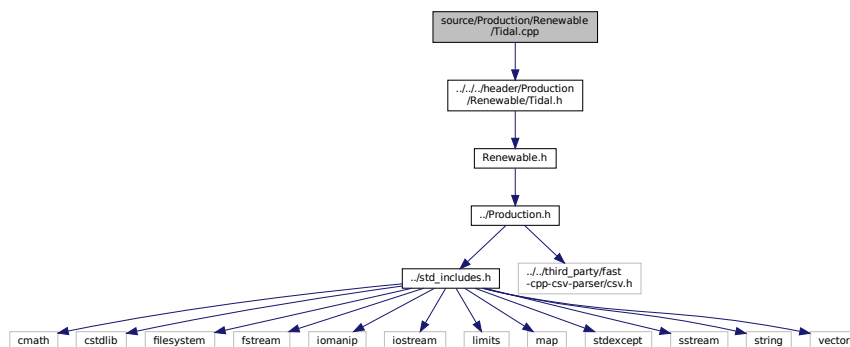 source/Production/Renewable
/Tidal.cpp
../../../header/Production
/Renewable/Tidal.h
Renewable.h
../Production.h
../std_includes.h
../../third_party/fast
-cpp-csv-parser/csv.h
cmath
cstdlib
filesystem
fstream
iomanip
iostream
limits
map
stdexcept
sstream
string
vector